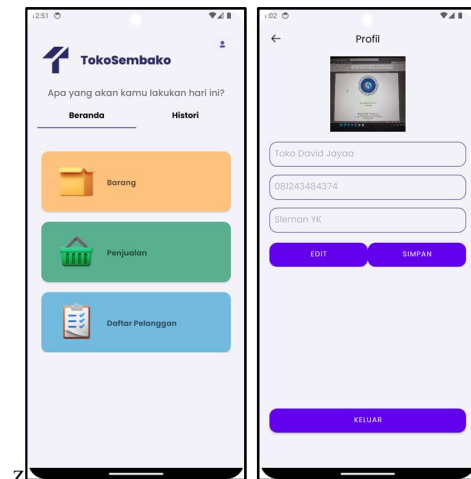 2:51
TokoSembako
Apa yang akan kamu lakukan hari ini?
Beranda
Histori
Barang
Penjualan
Daftar Pelanggan
Z
:02
Profil
Toko David Jayaa
081243484374
Sleman YK
EDIT
SIMPAN
KELUAR